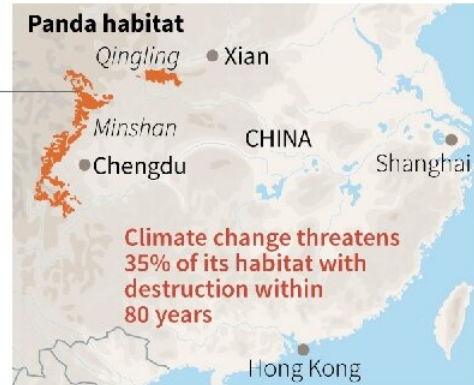 Panda habitat
Qingling
Xian
Minshan
CHINA
Chengdu
Shanghai
Climate change threatens
35% of its habitat with
destruction within
80 years
Hong Kong